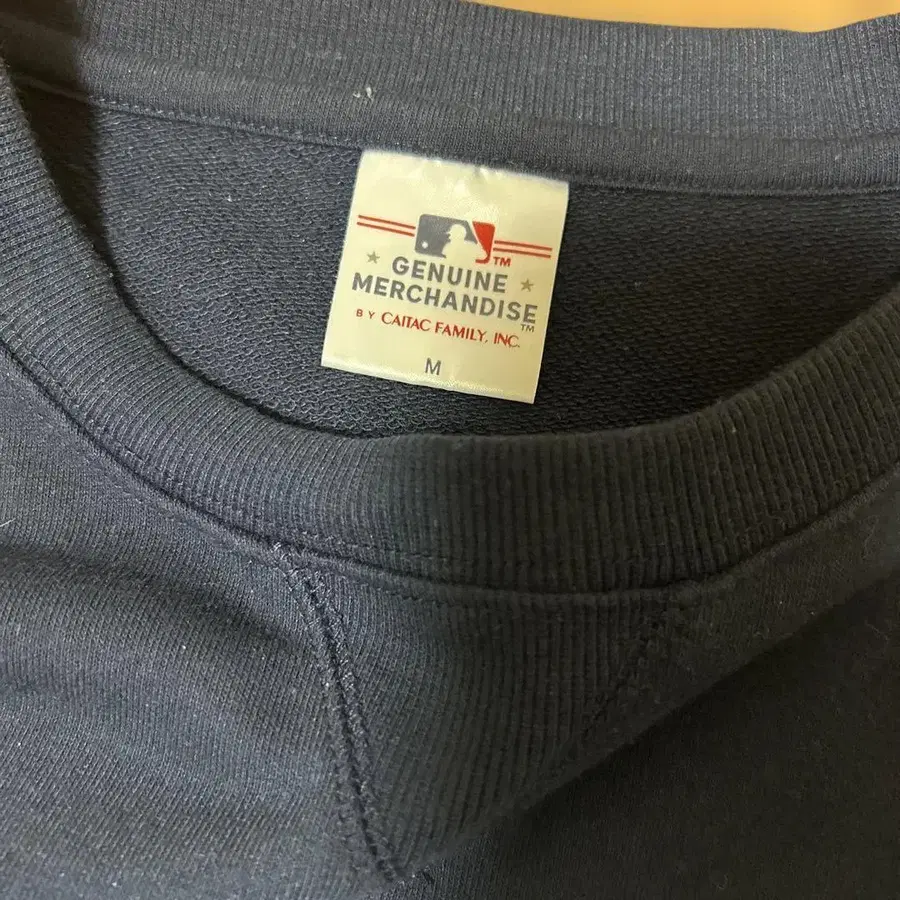 TM
★ GENUINE ★
MERCHANDISE TM
BY CAITAC FAMILY, INC.
M